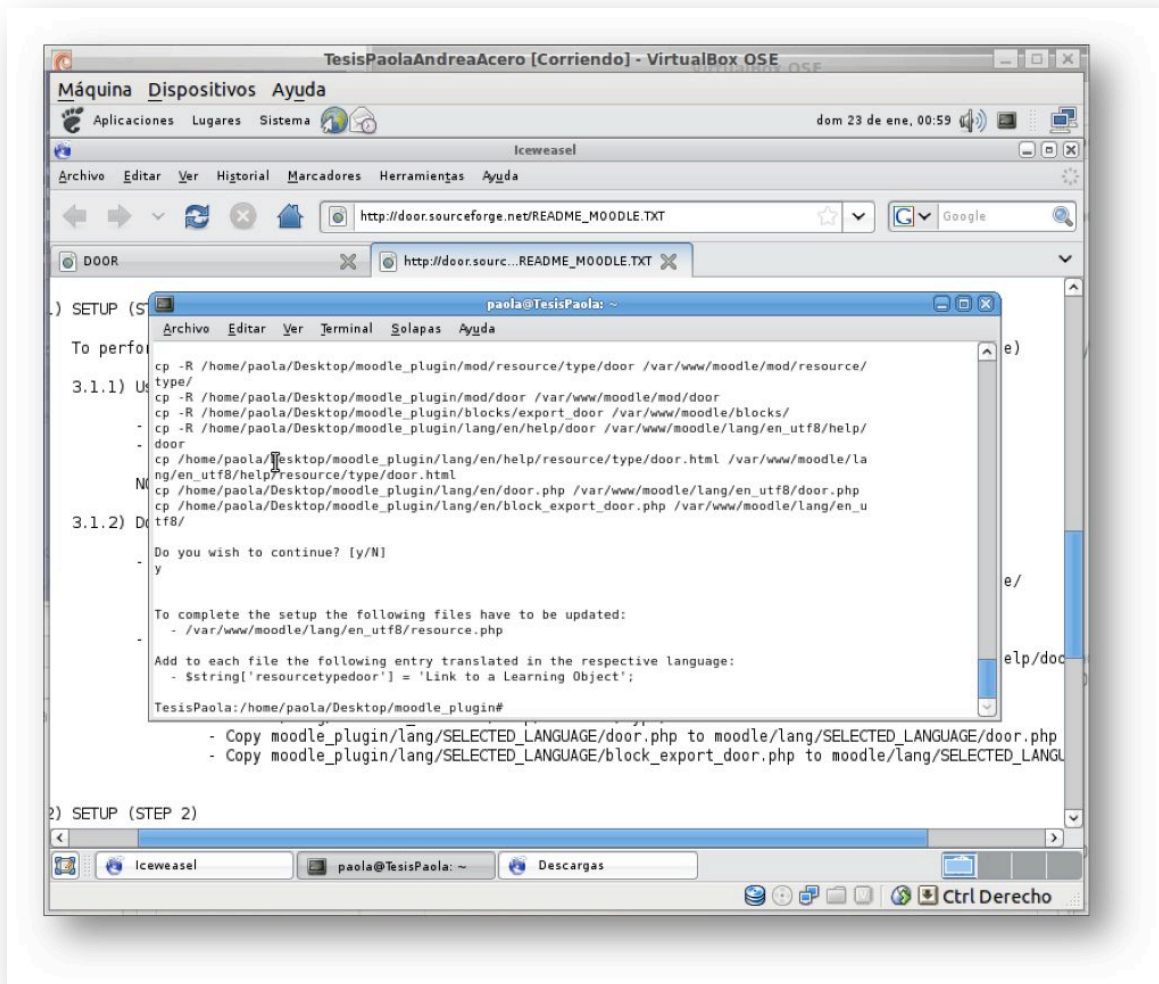 TesisPaolaAndreaAcero [Corriendo] - VirtualBox OSE
Máquina Dispositivos Ayuda
Aplicaciones Lugares Sistema dom 23 de ene, 00:59
Iceweasel
Archivo Editar Ver Historial Marcadores Herramientas Ayuda
http://door.sourceforge.net/README_MOODLE.TXT Google
DOOR http://door.sourc...README_MOODLE.TXT
.) SETUP (S
paola@TesisPaola: ~
Archivo Editar Ver Terminal Solapas Ayuda
To perfo e)
cp -R /home/paola/Desktop/moodle_plugin/mod/resource/type/door /var/www/moodle/mod/resource/
type/
3.1.1) Us
cp -R /home/paola/Desktop/moodle_plugin/mod/door /var/www/moodle/mod/door
cp -R /home/paola/Desktop/moodle_plugin/blocks/export_door /var/www/moodle/blocks/
cp -R /home/paola/Desktop/moodle_plugin/lang/en/help/door /var/www/moodle/lang/en_utf8/help/
door
cp /home/paola/Desktop/moodle_plugin/lang/en/help/resource/type/door.html /var/www/moodle/la
ng/en_utf8/help/resource/type/door.html
cp /home/paola/Desktop/moodle_plugin/lang/en/door.php /var/www/moodle/lang/en_utf8/door.php
cp /home/paola/Desktop/moodle_plugin/lang/en/block_export_door.php /var/www/moodle/lang/en_u
tf8/
3.1.2) Do
Do you wish to continue? [y/N]
y
e/
To complete the setup the following files have to be updated:
- /var/www/moodle/lang/en_utf8/resource.php
Add to each file the following entry translated in the respective language:
elp/doc
- $string['resourcetypedoor'] = 'Link to a Learning Object';
TesisPaola:/home/paola/Desktop/moodle_plugin#
- Copy moodle_plugin/lang/SELECTED_LANGUAGE/door.php to moodle/lang/SELECTED_LANGUAGE/door.php
- Copy moodle_plugin/lang/SELECTED_LANGUAGE/block_export_door.php to moodle/lang/SELECTED_LANGU
2) SETUP (STEP 2)
Iceweasel paola@TesisPaola: ~ Descargas
Ctrl Derecho